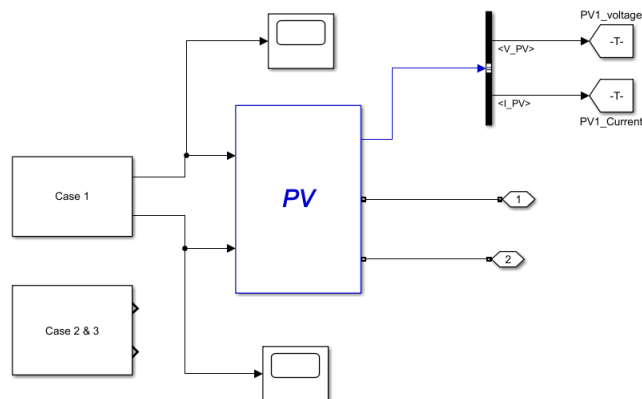 PV1_voltage
<V_PV>
-T-
<I_PV>
-T-
PV1_Current
Case 1
PV
1
2
Case 2 & 3